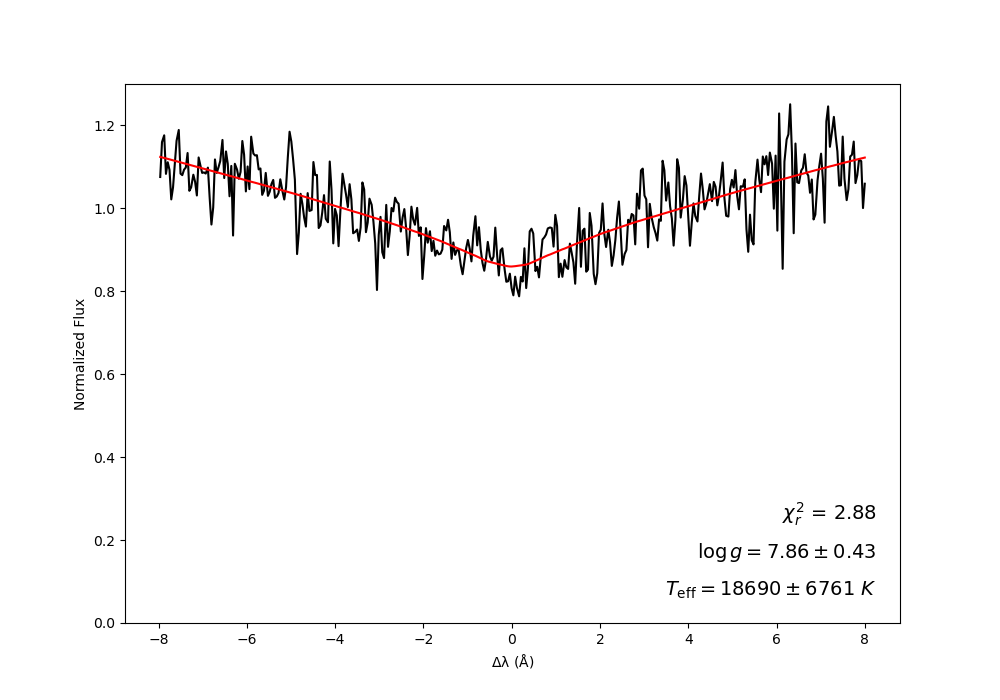 1.2
1.0
0.8
0.6
0.4
0.2
0.0
Normalized Flux
χ²ᵣ = 2.88
log g = 7.86 ± 0.43
T_eff = 18690 ± 6761 K
−8 −6 −4 −2 0 2 4 6 8
Δλ (Å)